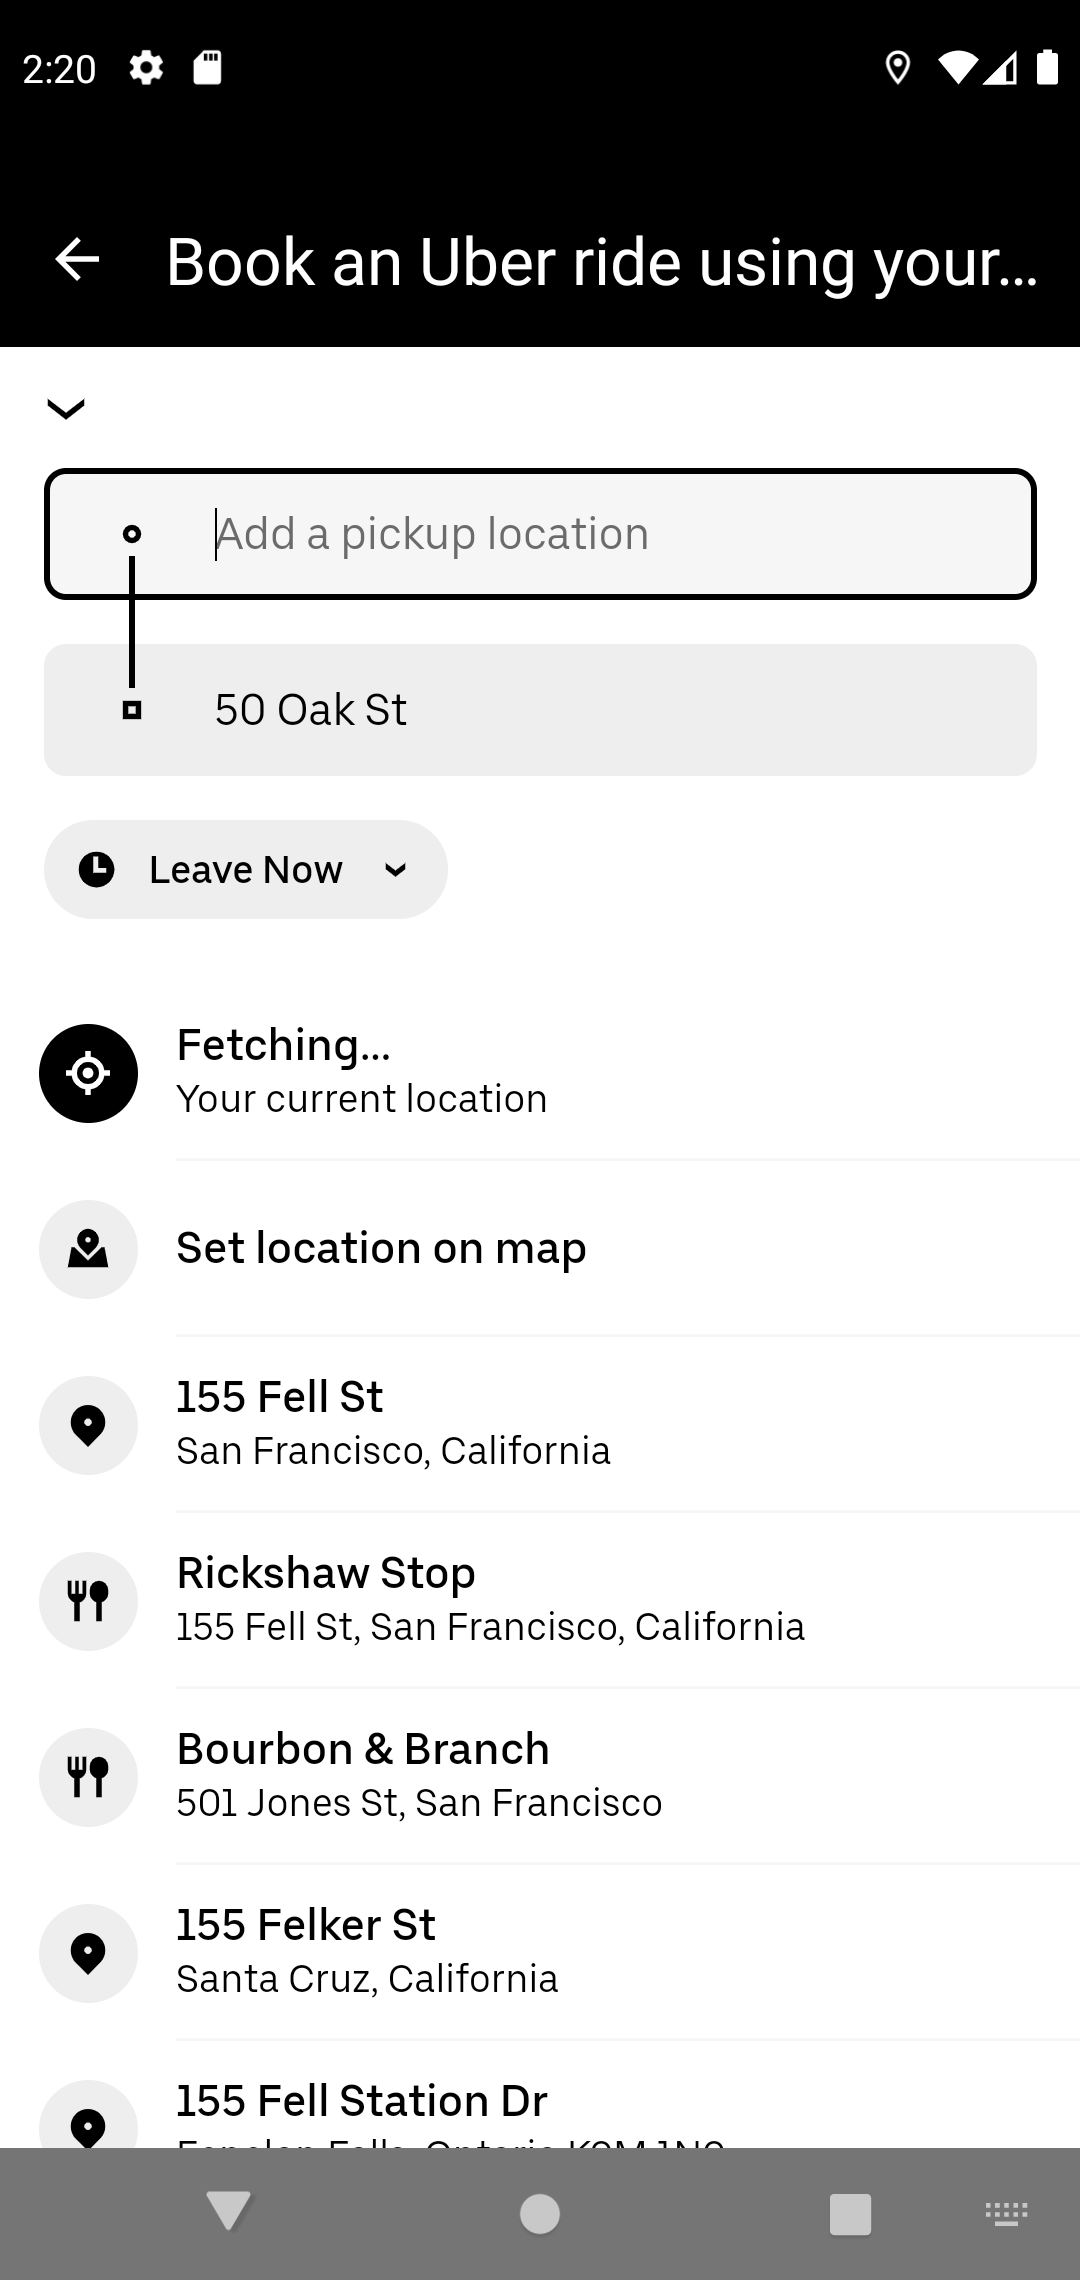 2:20
Book an Uber ride using your...
Add a pickup location
50 Oak St
Leave Now
Fetching...
Your current location
Set location on map
155 Fell St
San Francisco, California
Rickshaw Stop
155 Fell St, San Francisco, California
Bourbon & Branch
501 Jones St, San Francisco
155 Felker St
Santa Cruz, California
155 Fell Station Dr